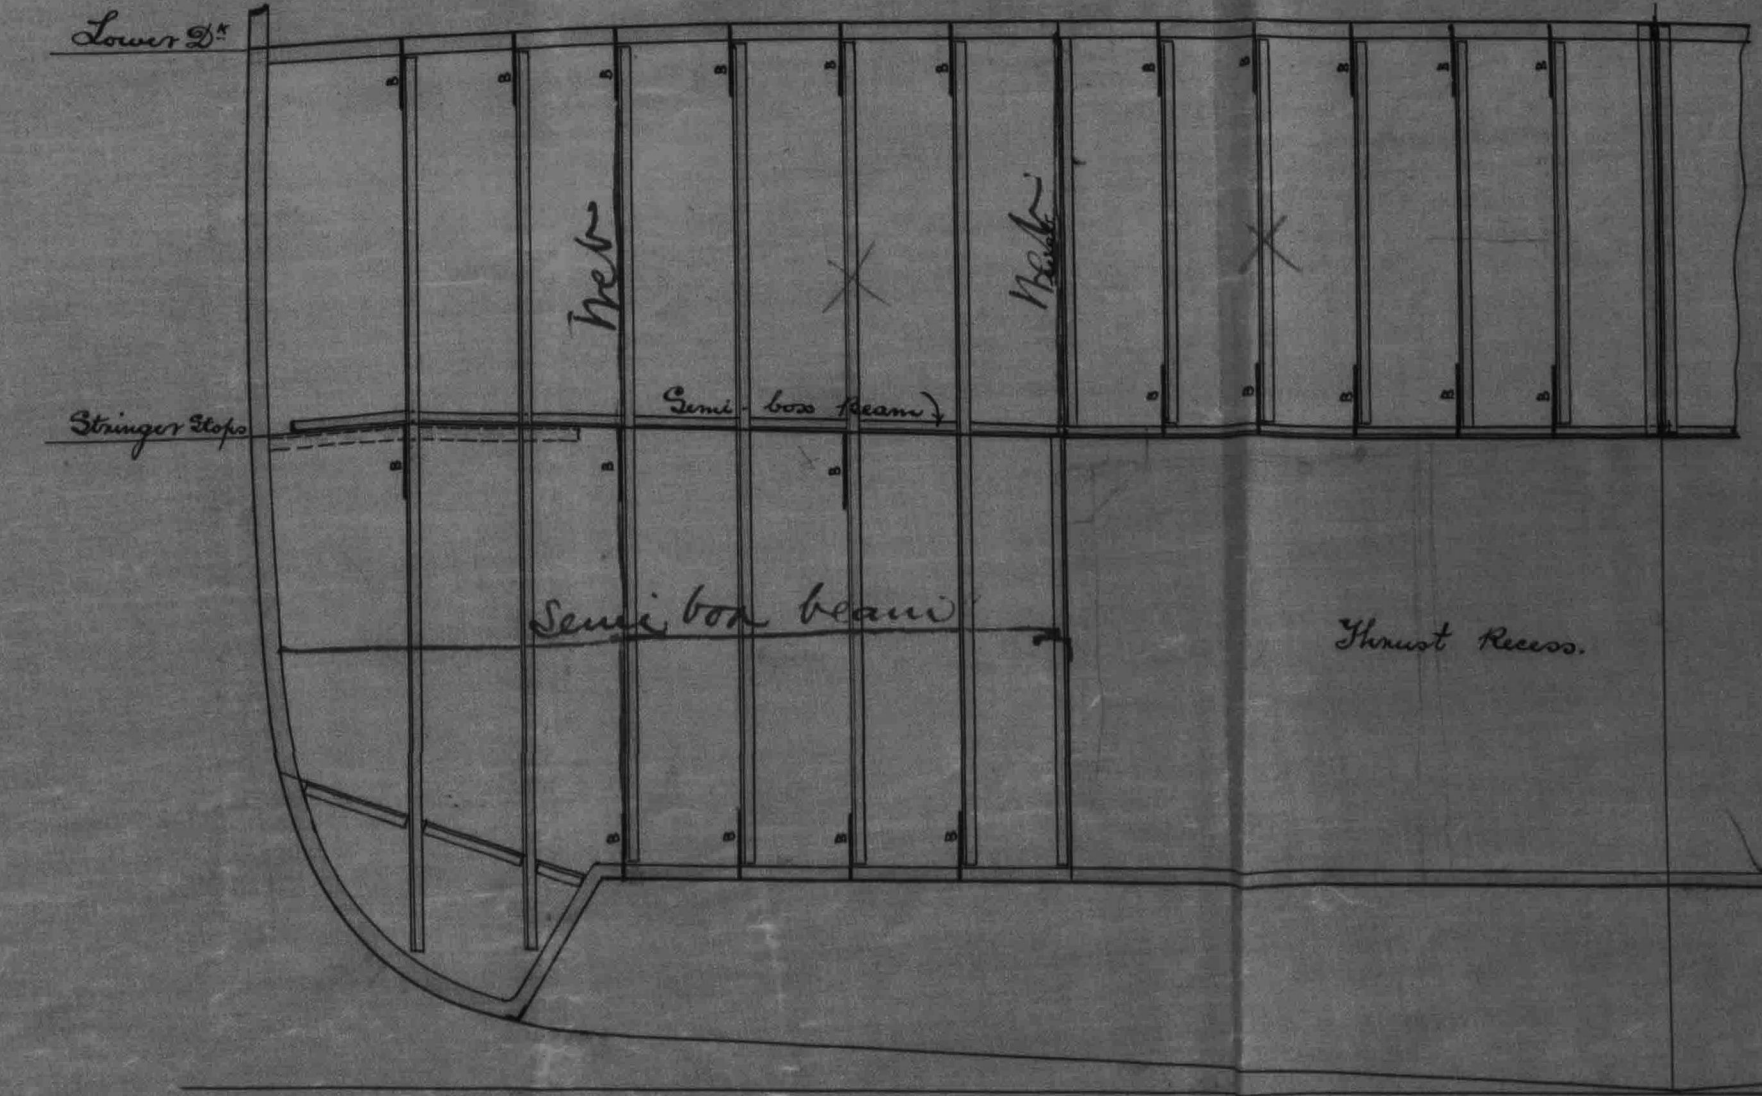 Lower Dk
B B B B B B B B B B B
Web
Web
Semi-box beam
Stringer Stops
B B B B B
B B B
Semi box beam
Thrust Recess.
B B B B